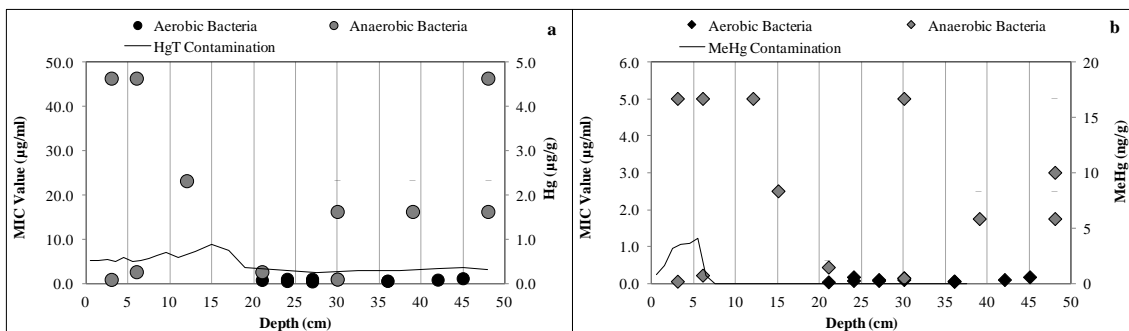 Aerobic Bacteria
Anaerobic Bacteria
HgT Contamination
a
50.0
40.0
30.0
20.0
10.0
0.0
MIC Value (µg/ml)
5.0
4.0
3.0
2.0
1.0
0.0
Hg (µg/g)
0 5 10 15 20 25 30 35 40 45 50
Depth (cm)
Aerobic Bacteria
Anaerobic Bacteria
MeHg Contamination
b
6.0
5.0
4.0
3.0
2.0
1.0
0.0
MIC Value (µg/ml)
20
15
10
5
0
MeHg (ng/g)
0 5 10 15 20 25 30 35 40 45 50
Depth (cm)